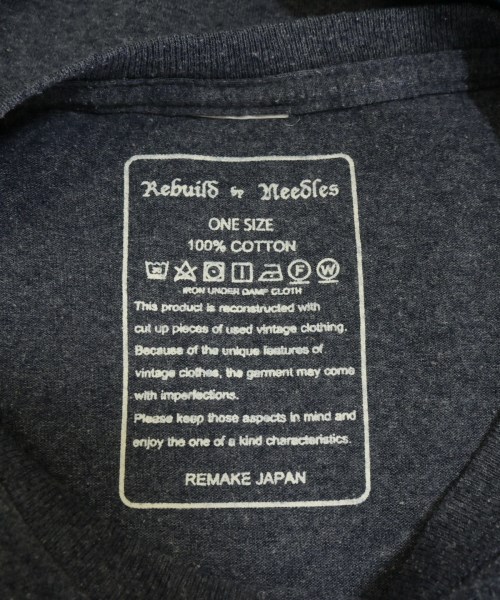 Rebuild by Needles
ONE SIZE
100% COTTON
F W
IRON UNDER DAMP CLOTH
This product is reconstructed with
cut up pieces of used vintage clothing.
Because of the unique features of
vintage clothes, the garment may come
with imperfections.
Please keep those aspects in mind and
enjoy the one of a kind characteristics.
REMAKE JAPAN